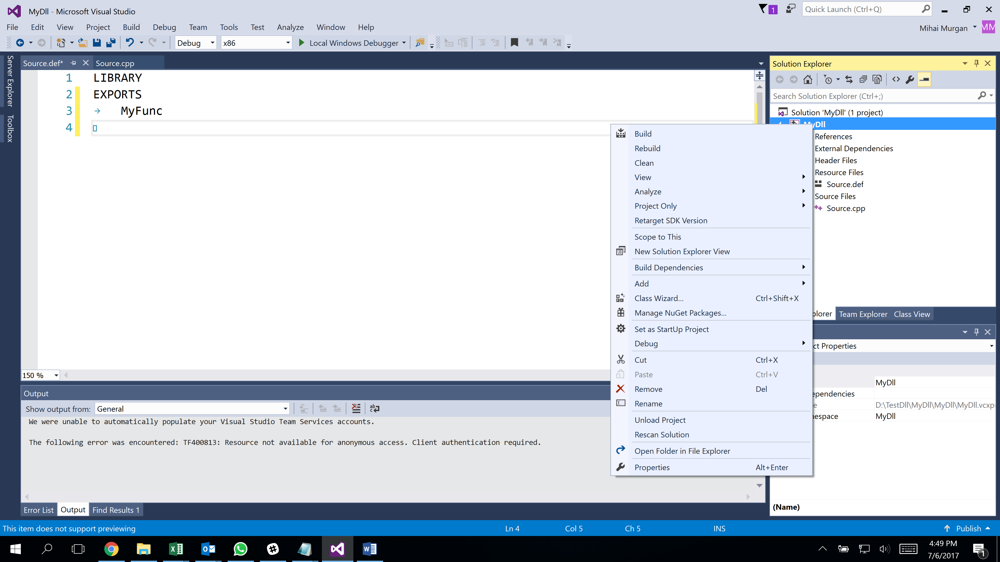 MyDll - Microsoft Visual Studio
1
Quick Launch (Ctrl+Q)
File Edit View Project Build Debug Team Tools Test Analyze Window Help
Mihai Murgan
MM
Debug x86 Local Windows Debugger
Server Explorer
Toolbox
Source.def* Source.cpp
1 LIBRARY
2 EXPORTS
3 MyFunc
4
Solution Explorer
Search Solution Explorer (Ctrl+;)
Solution 'MyDll' (1 project)
MyDll
References
External Dependencies
Header Files
Resource Files
Source.def
Source Files
Source.cpp
Build
Rebuild
Clean
View
Analyze
Project Only
Retarget SDK Version
Scope to This
New Solution Explorer View
Build Dependencies
Add
Class Wizard... Ctrl+Shift+X
Manage NuGet Packages...
Set as StartUp Project
Debug
Cut Ctrl+X
Paste Ctrl+V
Remove Del
Rename
Unload Project
Rescan Solution
Open Folder in File Explorer
Properties Alt+Enter
plorer Team Explorer Class View
ct Properties
MyDll
ependencies
e D:\TestDll\MyDll\MyDll\MyDll.vcxpr
mespace MyDll
(Name)
150 %
Output
Show output from: General
We were unable to automatically populate your Visual Studio Team Services accounts.
The following error was encountered: TF400813: Resource not available for anonymous access. Client authentication required.
Error List Output Find Results 1
This item does not support previewing Ln 4 Col 5 Ch 5 INS Publish
4:49 PM
7/6/2017
1